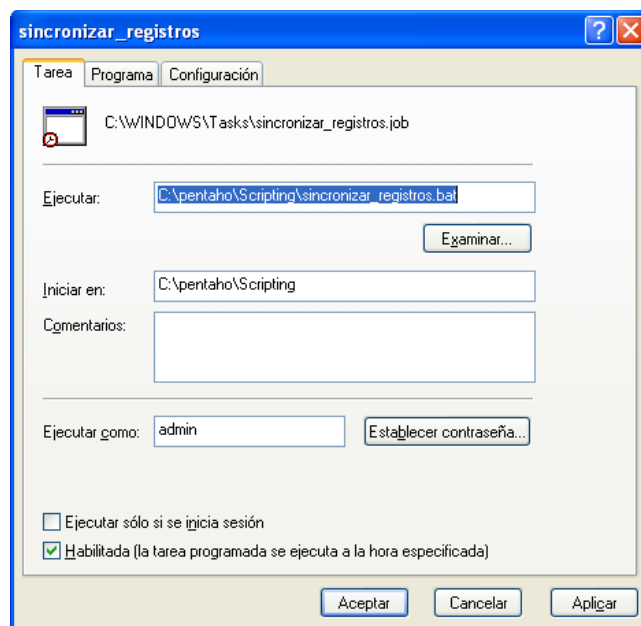 sincronizar_registros
Tarea Programa Configuración
C:\WINDOWS\Tasks\sincronizar_registros.job
Ejecutar: C:\pentaho\Scripting\sincronizar_registros.bat
Examinar...
Iniciar en: C:\pentaho\Scripting
Comentarios:
Ejecutar como: admin Establecer contraseña...
Ejecutar sólo si se inicia sesión
Habilitada (la tarea programada se ejecuta a la hora especificada)
Aceptar Cancelar Aplicar